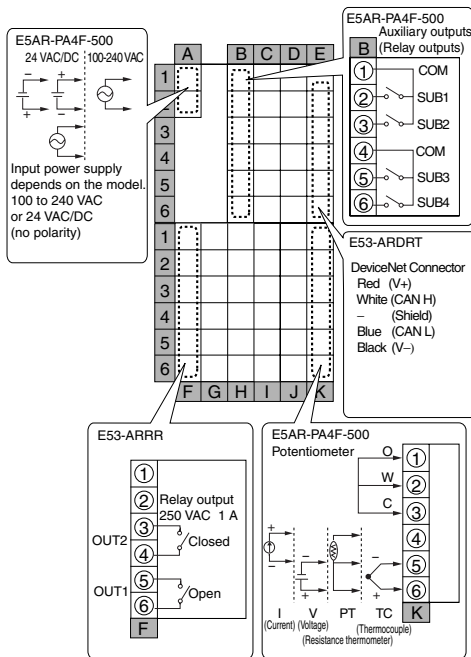 E5AR-PA4F-500
24 VAC/DC 100-240 VAC
− +
+ −
Input power supply
depends on the model.
100 to 240 VAC
or 24 VAC/DC
(no polarity)
A B C D E
1
2
3
4
5
6
1
2
3
4
5
6
F G H I J K
E5AR-PA4F-500
Auxiliary outputs
(Relay outputs)
B
1 COM
2 SUB1
3 SUB2
4 COM
5 SUB3
6 SUB4
E53-ARDRT
DeviceNet Connector
Red (V+)
White (CAN H)
− (Shield)
Blue (CAN L)
Black (V−)
E53-ARRR
1
2
Relay output
250 VAC 1 A
3
OUT2 Closed
4
5
OUT1 Open
6
F
E5AR-PA4F-500
Potentiometer
O 1
W 2
C 3
4
5
6
+ − −
− + +
I V PT TC K
(Current) (Voltage) (Thermocouple)
(Resistance thermometer)